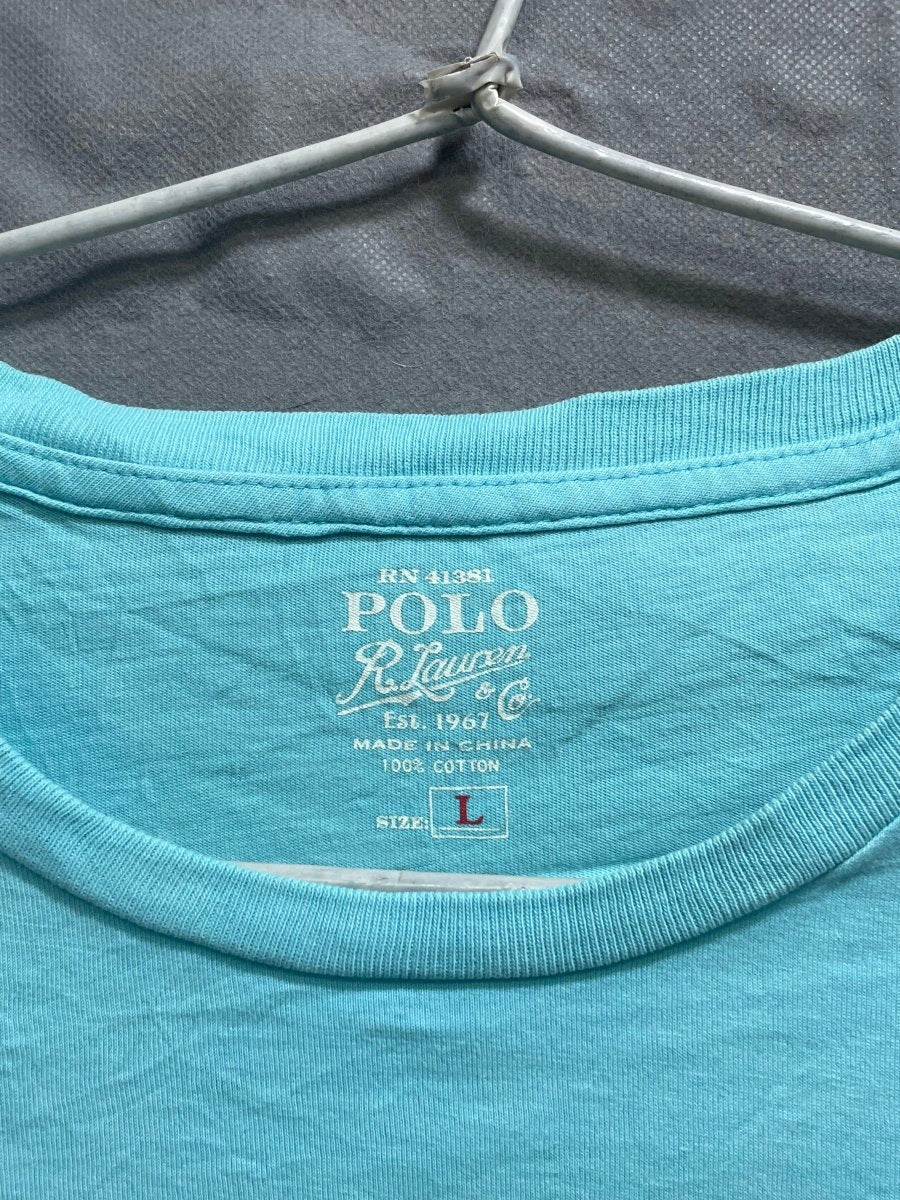 RN 41381
POLO
R. Lauren
& Co.
Est. 1967
MADE IN CHINA
100% COTTON
SIZE: L